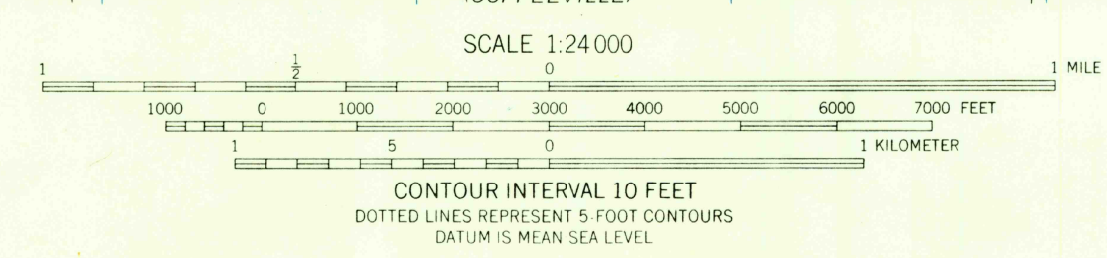 SCALE 1:24 000
1 1/2 0 1 MILE
1000 0 1000 2000 3000 4000 5000 6000 7000 FEET
1 5 0 1 KILOMETER
CONTOUR INTERVAL 10 FEET
DOTTED LINES REPRESENT 5-FOOT CONTOURS
DATUM IS MEAN SEA LEVEL